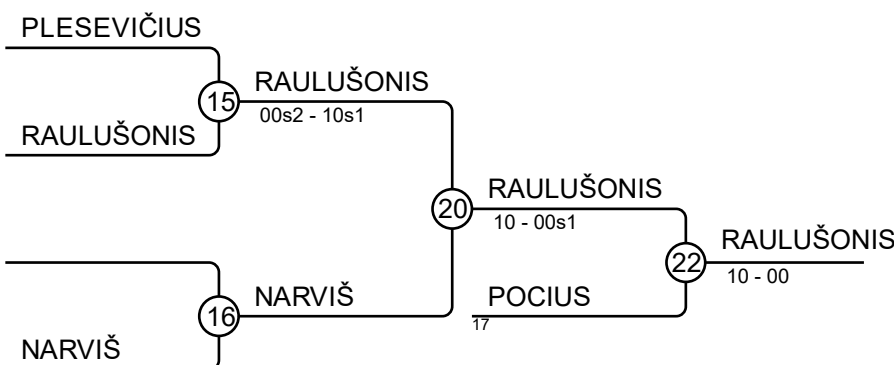 PLESEVIČIUS
15
RAULUŠONIS
00s2 - 10s1
RAULUŠONIS
20
RAULUŠONIS
10 - 00s1
22
RAULUŠONIS
10 - 00
16
NARVIŠ
POCIUS
17
NARVIŠ